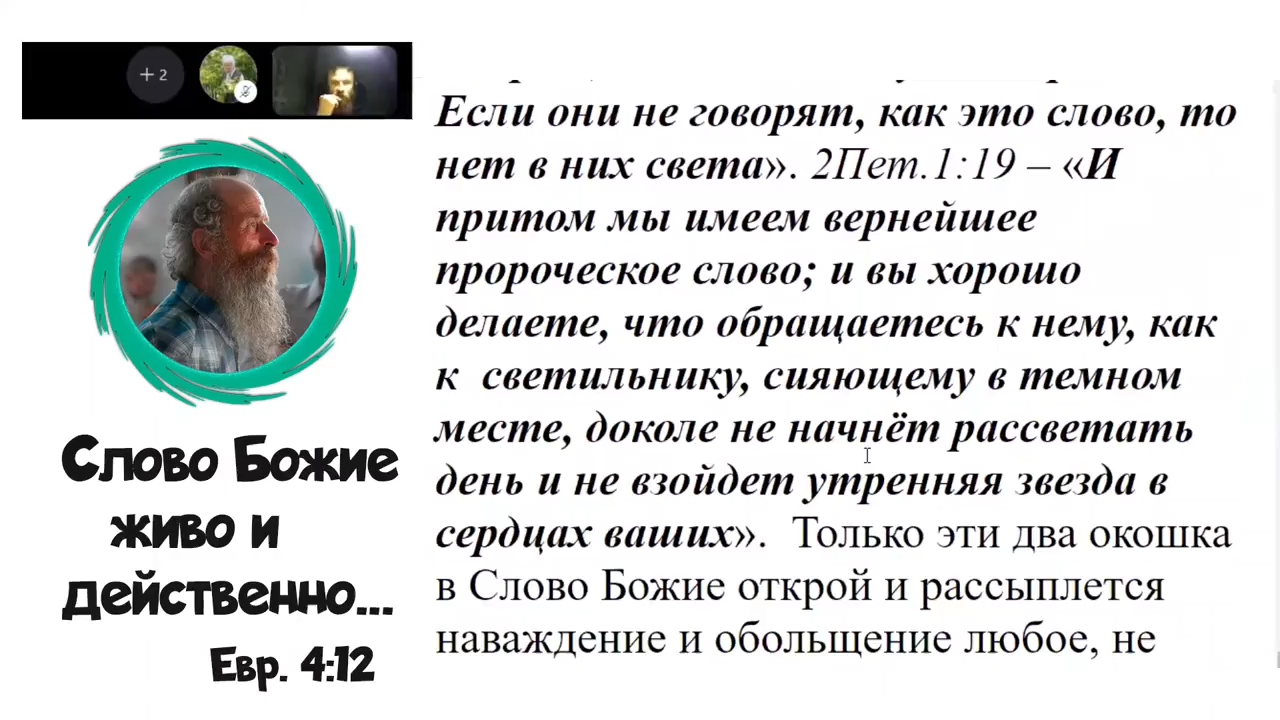 + 2
Если они не говорят, как это слово, то
нет в них света». 2Пет.1:19 – «И
притом мы имеем вернейшее
пророческое слово; и вы хорошо
делаете, что обращаетесь к нему, как
к светильнику, сияющему в темном
месте, доколе не начнёт рассветать
день и не взойдет утренняя звезда в
сердцах ваших». Только эти два окошка
в Слово Божие открой и рассыплется
наваждение и обольщение любое, не
Слово Божие
живо и
действенно...
Евр. 4:12